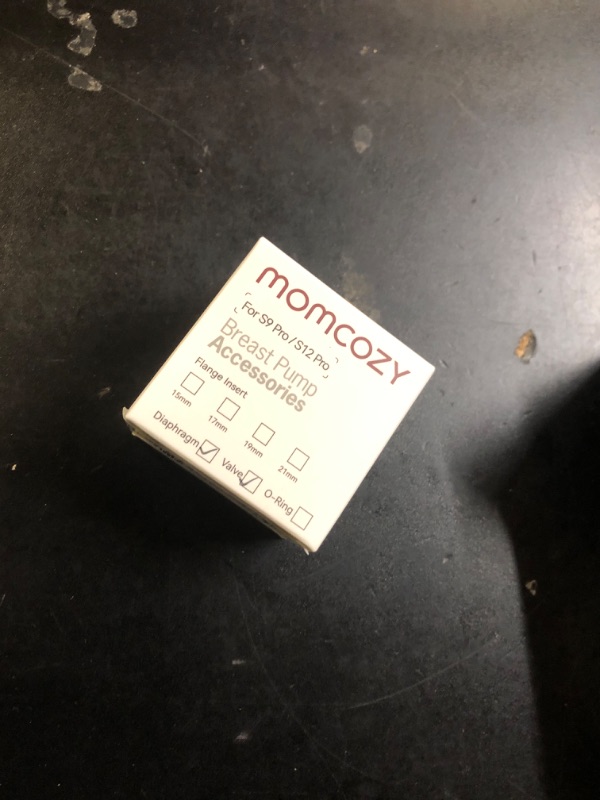 momcozy
For S9 Pro / S12 Pro
Breast Pump
Accessories
Flange Insert
15mm 17mm 19mm 21mm
Diaphragm Valve O-Ring